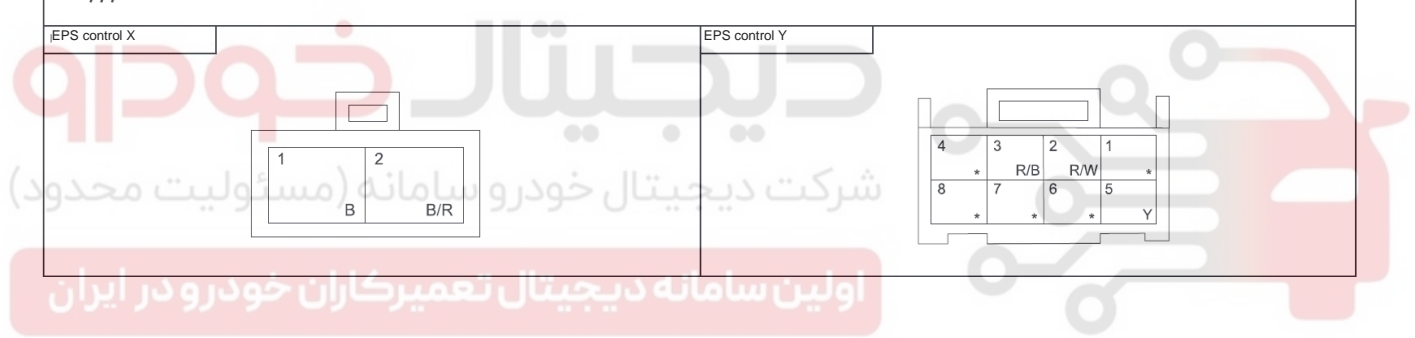 EPS control X
EPS control Y
1 2
B B/R
4 3 2 1
* R/B R/W *
8 7 6 5
* * * Y
دیجیتال خودرو
شرکت دیجیتال خودرو سامانه (مسئولیت محدود)
اولین سامانه دیجیتال تعمیرکاران خودرو در ایران